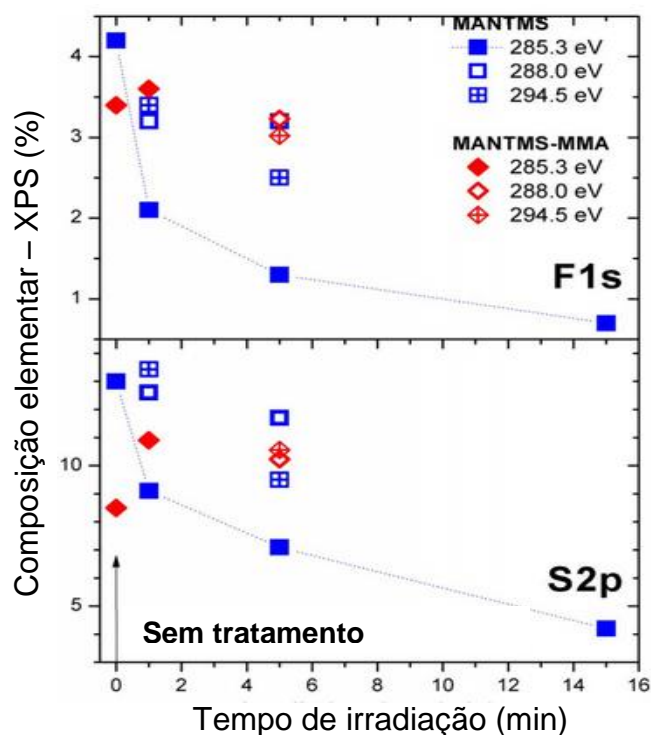 Composição elementar – XPS (%)
4
3
2
1
MANTMS
285.3 eV
288.0 eV
294.5 eV
MANTMS-MMA
285.3 eV
288.0 eV
294.5 eV
F1s
10
5
S2p
Sem tratamento
0 2 4 6 8 10 12 14 16
Tempo de irradiação (min)